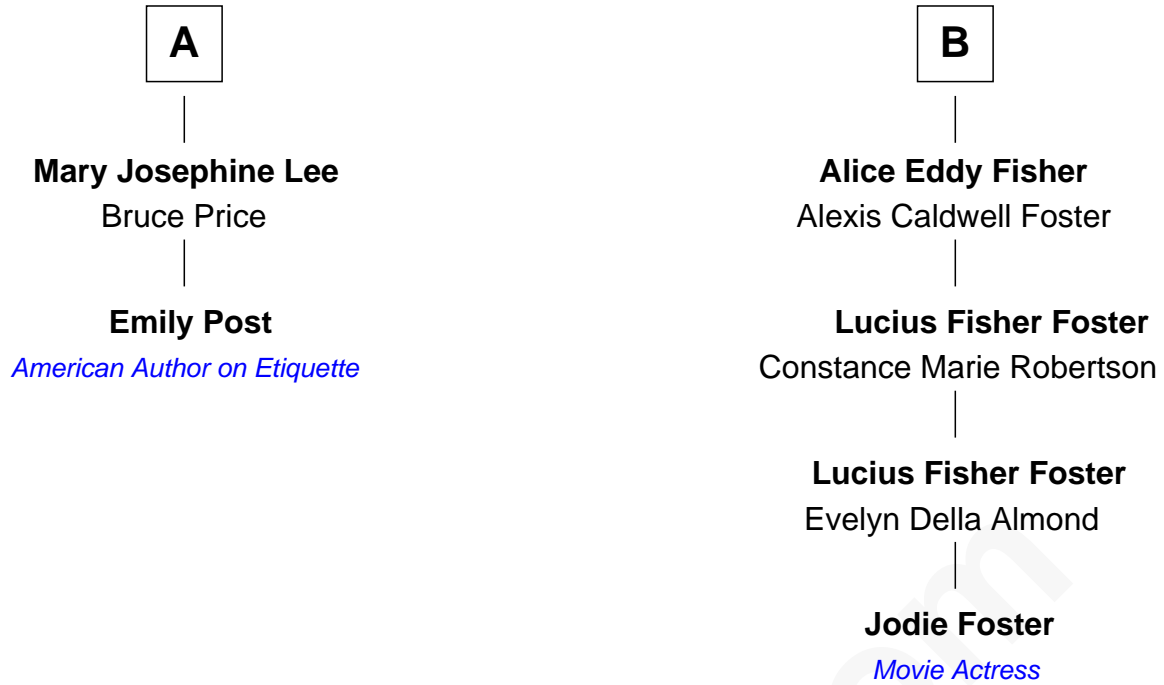 A
Mary Josephine Lee
Bruce Price
Emily Post
American Author on Etiquette
B
Alice Eddy Fisher
Alexis Caldwell Foster
Lucius Fisher Foster
Constance Marie Robertson
Lucius Fisher Foster
Evelyn Della Almond
Jodie Foster
Movie Actress